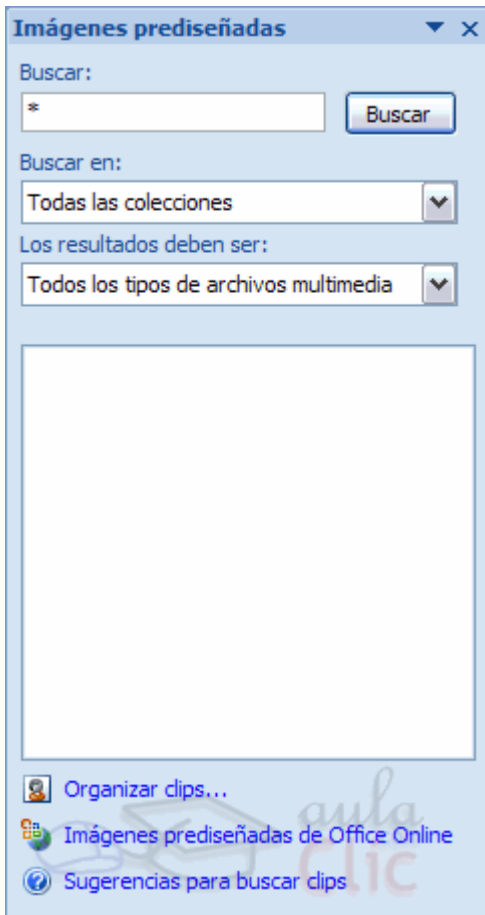 Imágenes prediseñadas
Buscar:
*
Buscar
Buscar en:
Todas las colecciones
Los resultados deben ser:
Todos los tipos de archivos multimedia
Organizar clips...
Imágenes prediseñadas de Office Online
Sugerencias para buscar clips
aula
Clic